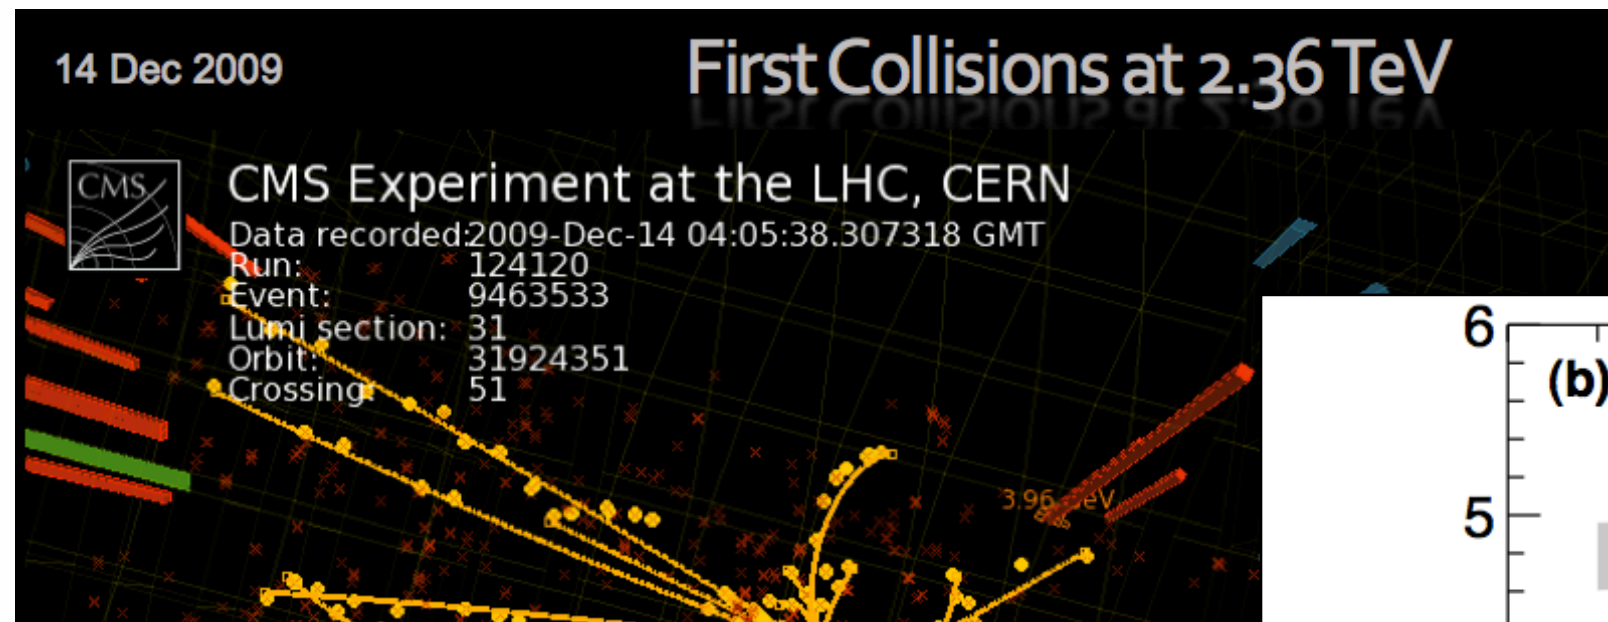 14 Dec 2009
First Collisions at 2.36 TeV
CMS
CMS Experiment at the LHC, CERN
Data recorded:2009-Dec-14 04:05:38.307318 GMT
Run: 124120
Event: 9463533
Lumi section: 31
Orbit: 31924351
Crossing: 51
6
(b)
3.96
5